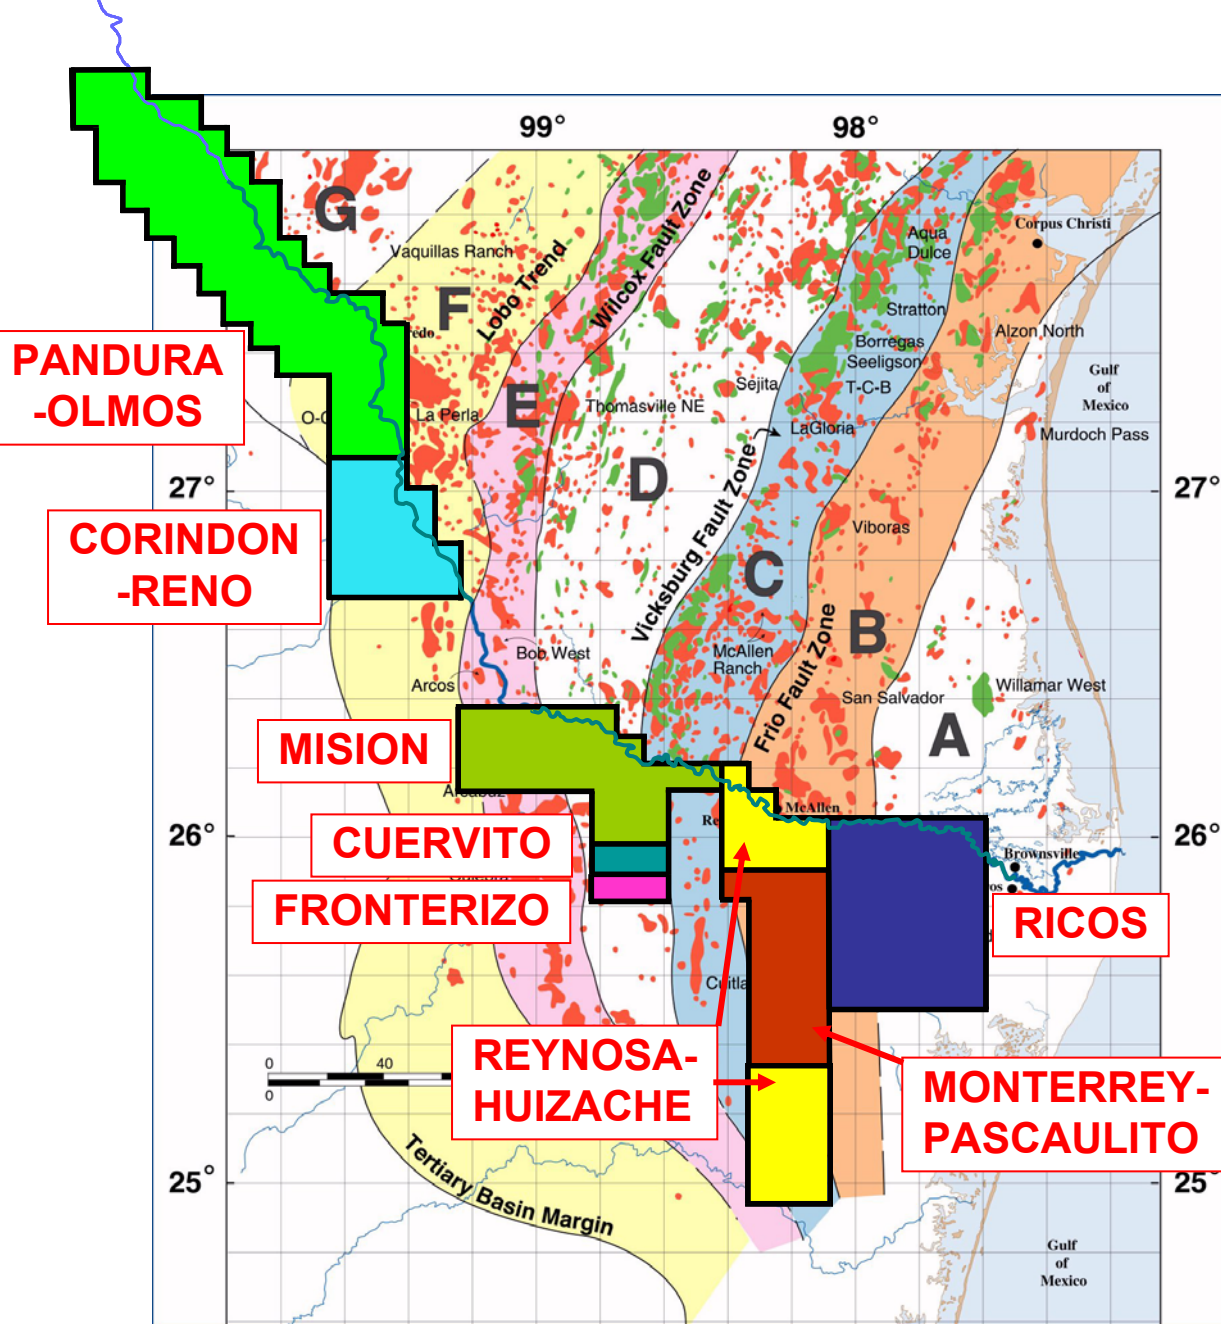 99°
98°
G
Wilcox Fault Zone
Corpus Christi
Aqua
Dulce
Vaquillas Ranch
Lobo Trend
F
Stratton
Alzon North
PANDURA
-OLMOS
Borregas
Seeligson
Gulf
of
Mexico
Sejita
T-C-B
E
Thomasville NE
La Perla
LaGloria
Murdoch Pass
D
Vicksburg Fault Zone
27°
27°
CORINDON
-RENO
Viboras
C
B
Frio Fault Zone
Bob West
McAllen
Ranch
Arcos
San Salvador
Willamar West
A
MISION
McAllen
26°
26°
CUERVITO
Brownsville
FRONTERIZO
RICOS
REYNOSA-
HUIZACHE
0
40
0
MONTERREY-
PASCAULITO
Tertiary Basin Margin
25°
25°
Gulf
of
Mexico